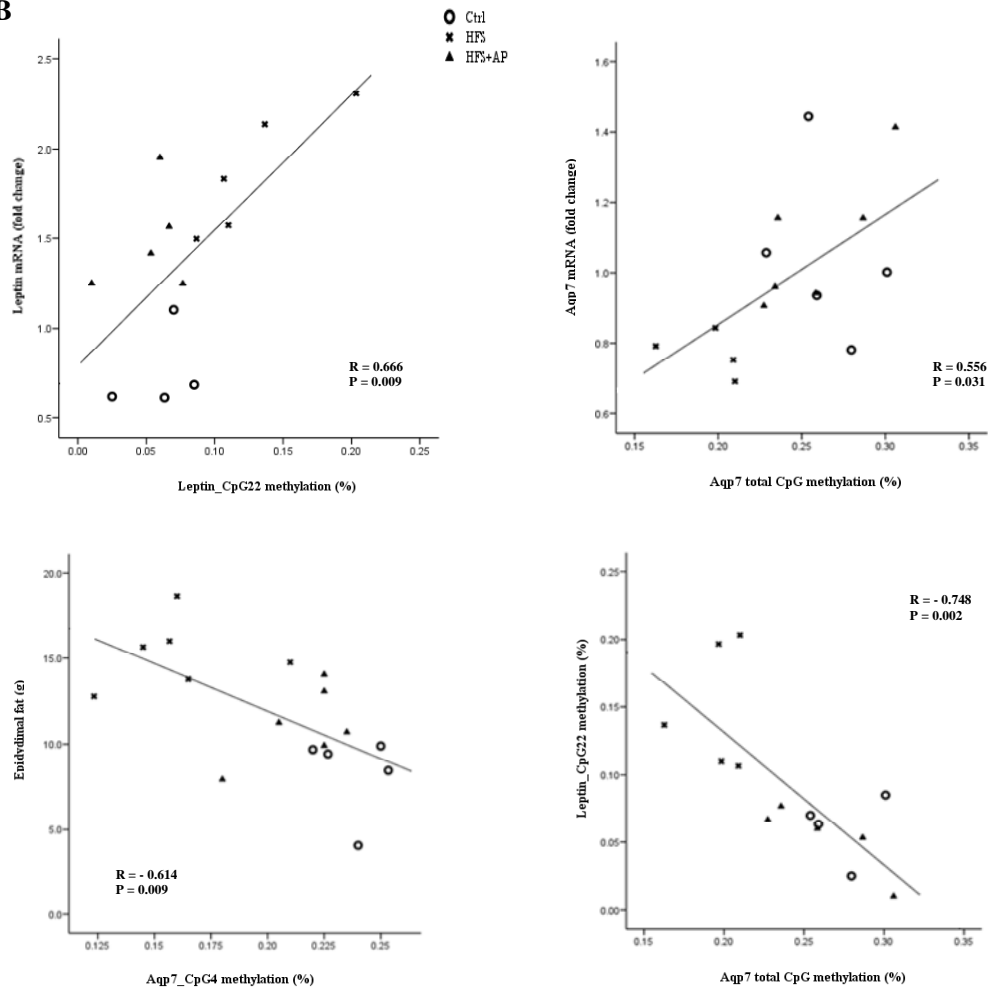 B
Ctrl
HFS
HFS+AP
Leptin mRNA (fold change)
2.5
2.0
1.5
1.0
0.5
R = 0.666
P = 0.009
0.00 0.05 0.10 0.15 0.20 0.25
Leptin_CpG22 methylation (%)
Aqp7 mRNA (fold change)
1.6
1.4
1.2
1.0
0.8
0.6
R = 0.556
P = 0.031
0.15 0.20 0.25 0.30 0.35
Aqp7 total CpG methylation (%)
Epidydimal fat (g)
20.0
15.0
10.0
5.0
0.0
R = - 0.614
P = 0.009
0.125 0.15 0.175 0.20 0.225 0.25
Aqp7_CpG4 methylation (%)
Leptin_CpG22 methylation (%)
0.25
0.20
0.15
0.10
0.05
0.00
R = - 0.748
P = 0.002
0.15 0.20 0.25 0.30 0.35
Aqp7 total CpG methylation (%)